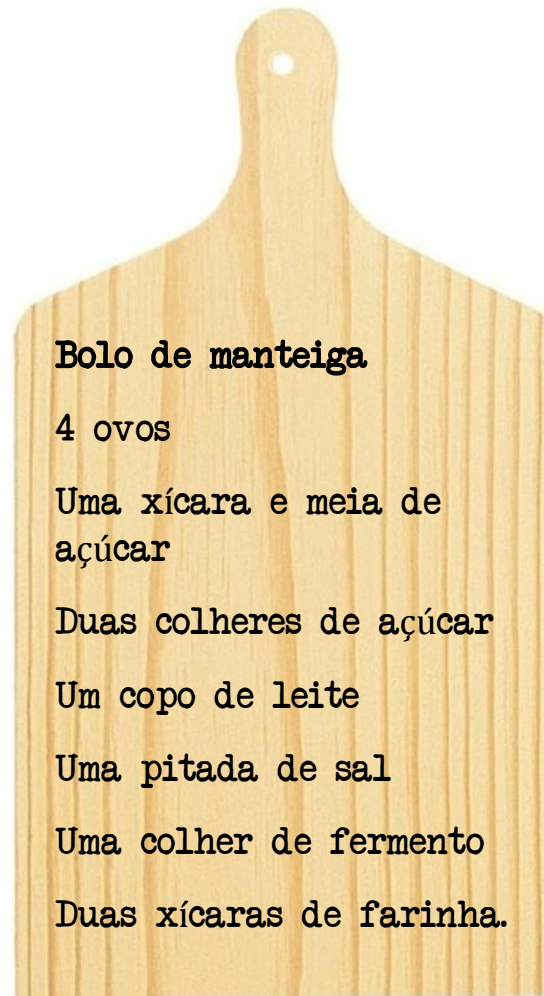 Bolo de manteiga
4 ovos
Uma xícara e meia de
açúcar
Duas colheres de açúcar
Um copo de leite
Uma pitada de sal
Uma colher de fermento
Duas xícaras de farinha.